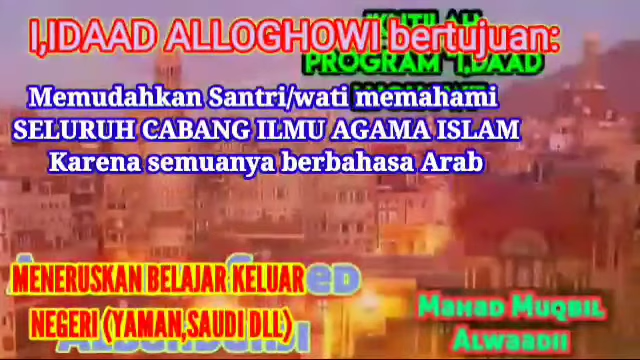 I,IDAAD ALLOGHOWI bertujuan:
PROGRAM I,DAAD
Memudahkan Santri/wati memahami
SELURUH CABANG ILMU AGAMA ISLAM
Karena semuanya berbahasa Arab
MENERUSKAN BELAJAR KELUAR
NEGERI (YAMAN,SAUDI DLL)
Mahad Muqbil
Alwaadii